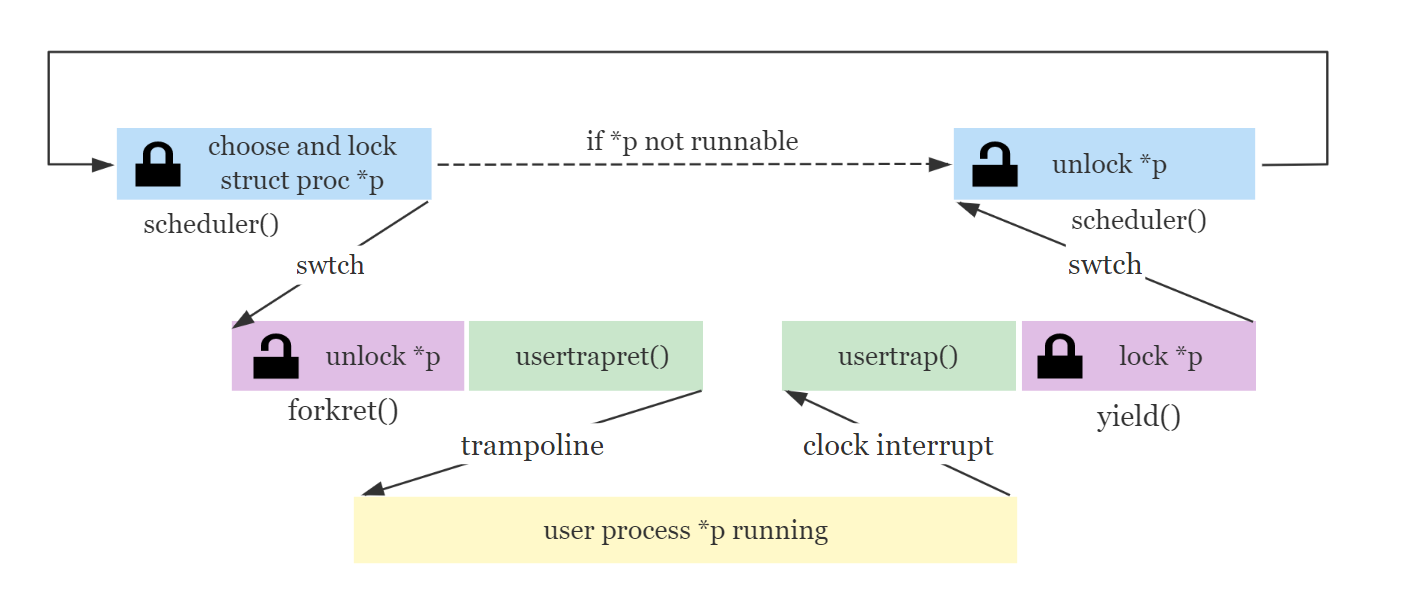 if *p not runnable
choose and lock
struct proc *p
unlock *p
scheduler()
scheduler()
swtch
swtch
unlock *p
usertrapret()
usertrap()
lock *p
forkret()
yield()
trampoline
clock interrupt
user process *p running